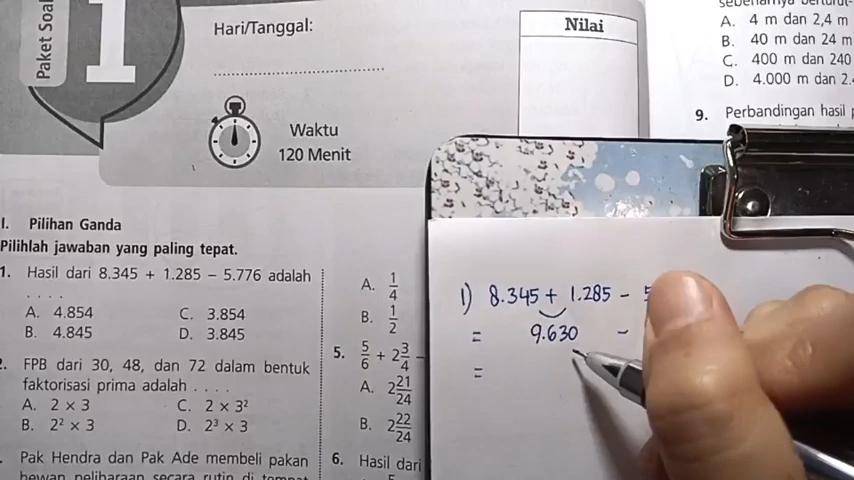 Paket Soal
1
Hari/Tanggal:
Nilai
Waktu
120 Menit
I. Pilihan Ganda
Pilihlah jawaban yang paling tepat.
1. Hasil dari 8.345 + 1.285 – 5.776 adalah
. . . .
A. 4.854
C. 3.854
B. 4.845
D. 3.845
FPB dari 30, 48, dan 72 dalam bentuk
faktorisasi prima adalah . . . .
A. 2 × 3
C. 2 × 3²
B. 2² × 3
D. 2³ × 3
Pak Hendra dan Pak Ade membeli pakan
hewan peliharaan secara rutin di
A. 1/4
B. 1/2
5. 5/6 + 2 3/4 –
A. 2 21/24
B. 2 22/24
6. Hasil dari
A. 4 m dan 2,4 m
B. 40 m dan 24 m
C. 400 m dan 240
D. 4.000 m dan 2.
9. Perbandingan hasil
1) 8.345 + 1.285 –
= 9.630 –
=